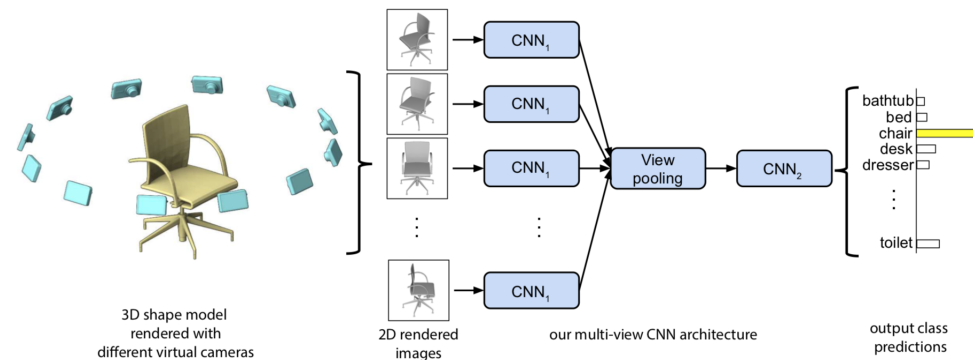 CNN₁
CNN₁
CNN₁
CNN₁
View
pooling
CNN₂
bathtub
bed
chair
desk
dresser
toilet
3D shape model
rendered with
different virtual cameras
2D rendered
images
our multi-view CNN architecture
output class
predictions